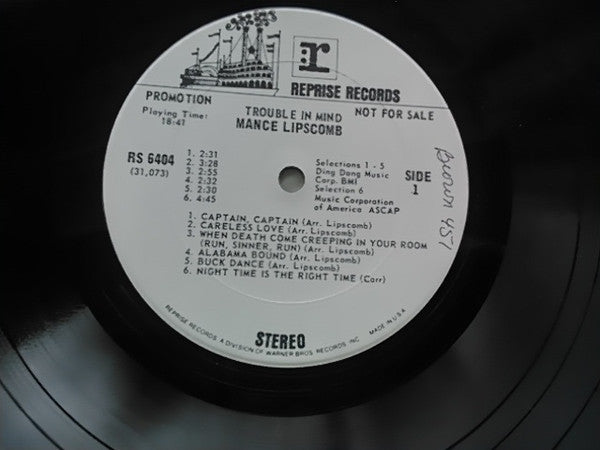 r
REPRISE RECORDS
PROMOTION
NOT FOR SALE
Playing Time:
18:41
TROUBLE IN MIND
MANCE LIPSCOMB
RS 6404
(31,073)
1. 2:31
2. 3:28
3. 2:55
4. 2:32
5. 2:30
6. 4:45
Selections 1 - 5
Ding Dong Music
Corp. BMI
Selection 6
Music Corporation
of America ASCAP
SIDE
1
1. CAPTAIN, CAPTAIN (Arr. Lipscomb)
2. CARELESS LOVE (Arr. Lipscomb)
3. WHEN DEATH COME CREEPING IN YOUR ROOM
(RUN, SINNER, RUN) (Arr. Lipscomb)
4. ALABAMA BOUND (Arr. Lipscomb)
5. BUCK DANCE (Arr. Lipscomb)
6. NIGHT TIME IS THE RIGHT TIME (Carr)
STEREO
REPRISE RECORDS, A DIVISION OF WARNER BROS. RECORDS, INC. MADE IN U.S.A.
Brown 451